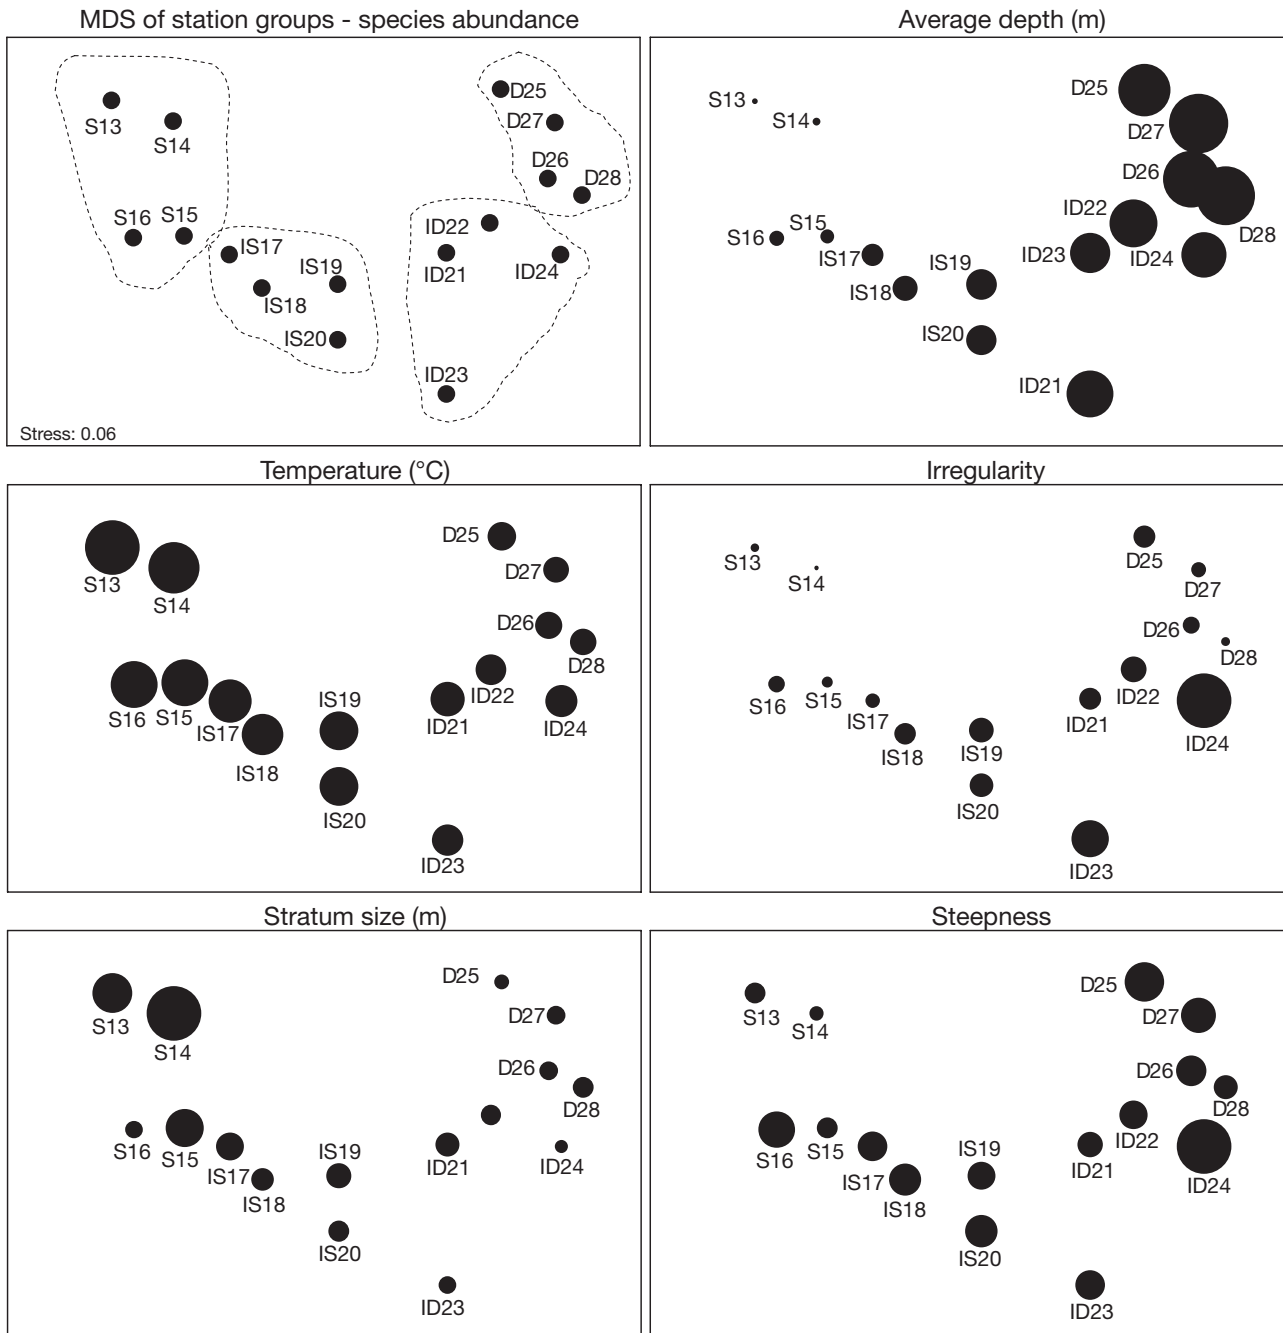 MDS of station groups - species abundance
S13
S14
S16
S15
IS17
IS18
IS19
IS20
D25
D27
D26
D28
ID22
ID21
ID24
ID23
Stress: 0.06
Average depth (m)
S13
S14
S16
S15
IS17
IS18
IS19
IS20
D25
D27
D26
D28
ID22
ID23
ID24
ID21
Temperature (°C)
S13
S14
S16
S15
IS17
IS18
IS19
IS20
D25
D27
D26
D28
ID22
ID21
ID24
ID23
Irregularity
S13
S14
S16
S15
IS17
IS18
IS19
IS20
D25
D27
D26
D28
ID22
ID21
ID24
ID23
Stratum size (m)
S13
S14
S16
S15
IS17
IS18
IS19
IS20
D25
D27
D26
D28
ID21
ID24
ID23
Steepness
S13
S14
S16
S15
IS17
IS18
IS19
IS20
D25
D27
D26
D28
ID22
ID21
ID24
ID23